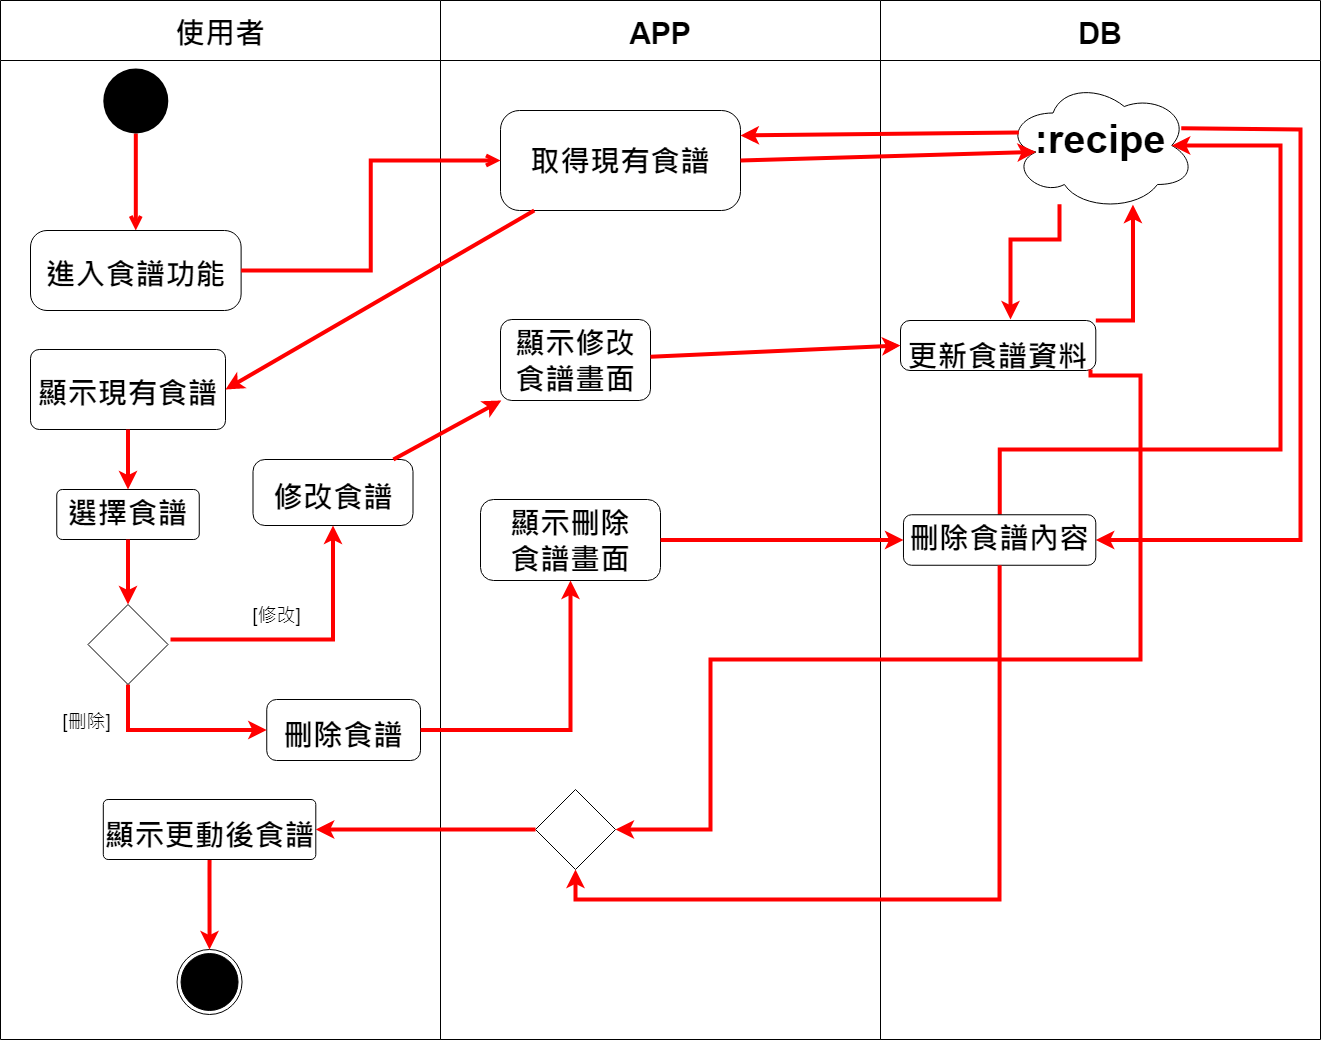 使用者
APP
DB
:recipe
取得現有食譜
進入食譜功能
顯示修改
食譜畫面
更新食譜資料
顯示現有食譜
修改食譜
選擇食譜
顯示刪除
食譜畫面
刪除食譜內容
[修改]
[刪除]
刪除食譜
顯示更動後食譜